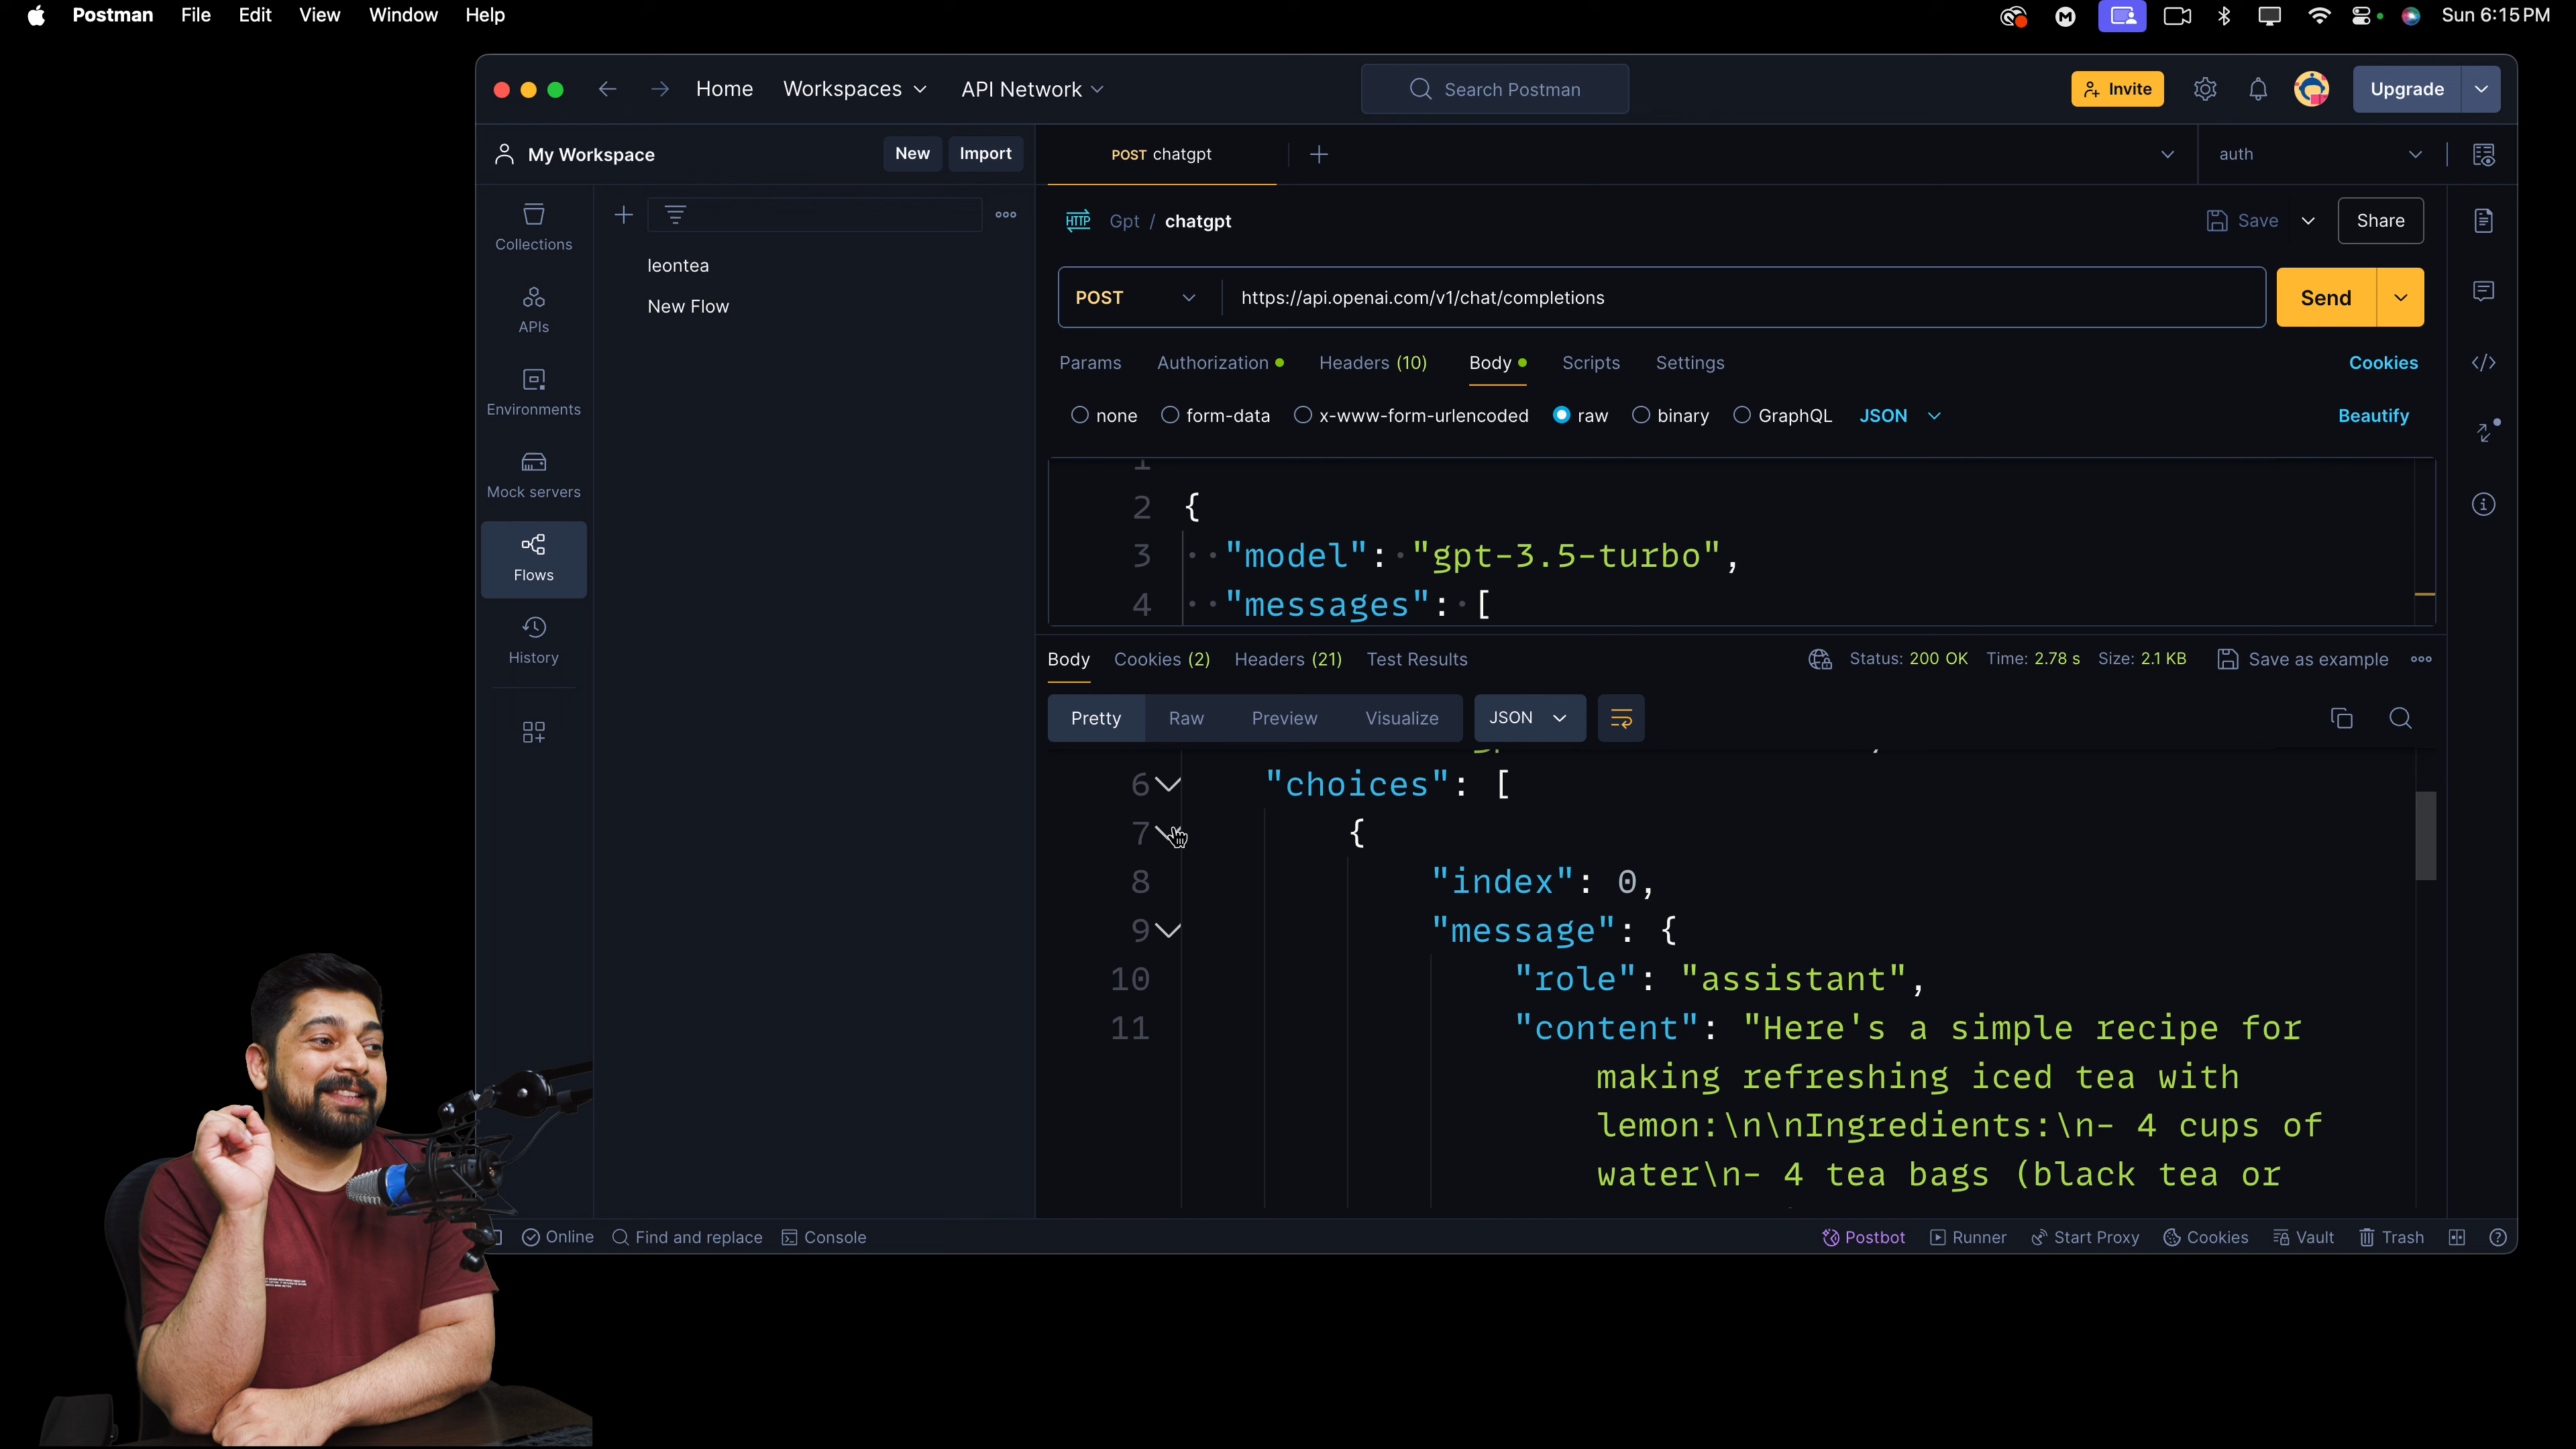 Postman File Edit View Window Help
Sun 6:15 PM
Home Workspaces API Network
Search Postman
Invite
Upgrade
My Workspace
New Import
POST chatgpt
auth
Collections
APIs
Environments
Mock servers
Flows
History
leontea
New Flow
HTTP Gpt / chatgpt
Save
Share
POST https://api.openai.com/v1/chat/completions
Send
Params Authorization Headers (10) Body Scripts Settings
Cookies
none form-data x-www-form-urlencoded raw binary GraphQL JSON
Beautify
1
2 {
3 "model": "gpt-3.5-turbo",
4 "messages": [
Body Cookies (2) Headers (21) Test Results
Status: 200 OK Time: 2.78 s Size: 2.1 KB Save as example
Pretty Raw Preview Visualize JSON
6 "choices": [
7 {
8 "index": 0,
9 "message": {
10 "role": "assistant",
11 "content": "Here's a simple recipe for
making refreshing iced tea with
lemon:\n\nIngredients:\n- 4 cups of
water\n- 4 tea bags (black tea or
Online Find and replace Console
Postbot Runner Start Proxy Cookies Vault Trash